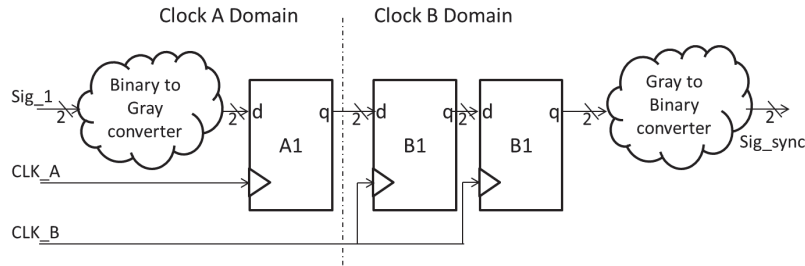 Clock A Domain
Clock B Domain
Sig_1
2
Binary to
Gray
converter
2
d
q
A1
2
d
q
B1
2
d
q
B1
2
Gray to
Binary
converter
2
Sig_sync
CLK_A
CLK_B